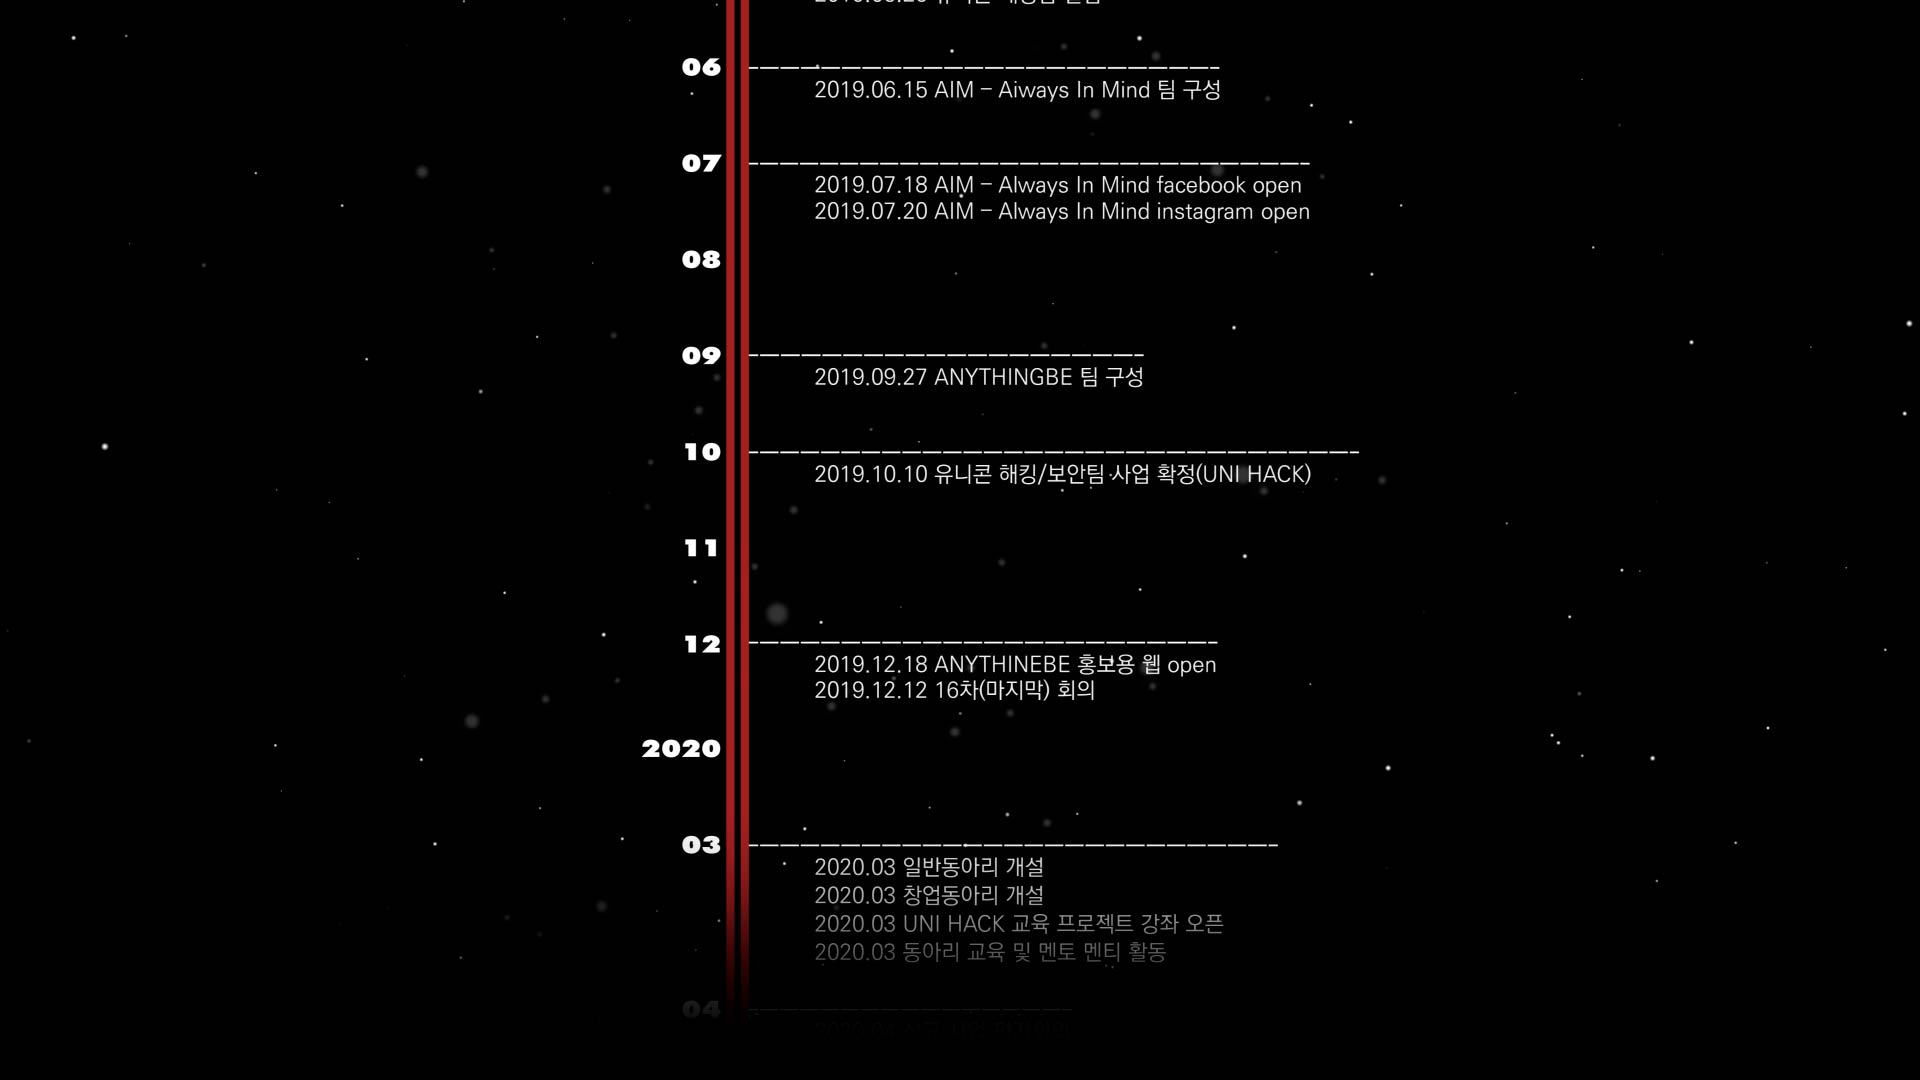 06
2019.06.15 AIM – Aiways In Mind 팀 구성
07
2019.07.18 AIM – Always In Mind facebook open
2019.07.20 AIM – Always In Mind instagram open
08
09
2019.09.27 ANYTHINGBE 팀 구성
10
2019.10.10 유니콘 해킹/보안팀 사업 확정(UNI HACK)
11
12
2019.12.18 ANYTHINEBE 홍보용 웹 open
2019.12.12 16차(마지막) 회의
2020
03
2020.03 일반동아리 개설
2020.03 창업동아리 개설
2020.03 UNI HACK 교육 프로젝트 강좌 오픈
2020.03 동아리 교육 및 멘토 멘티 활동
04
2020.04